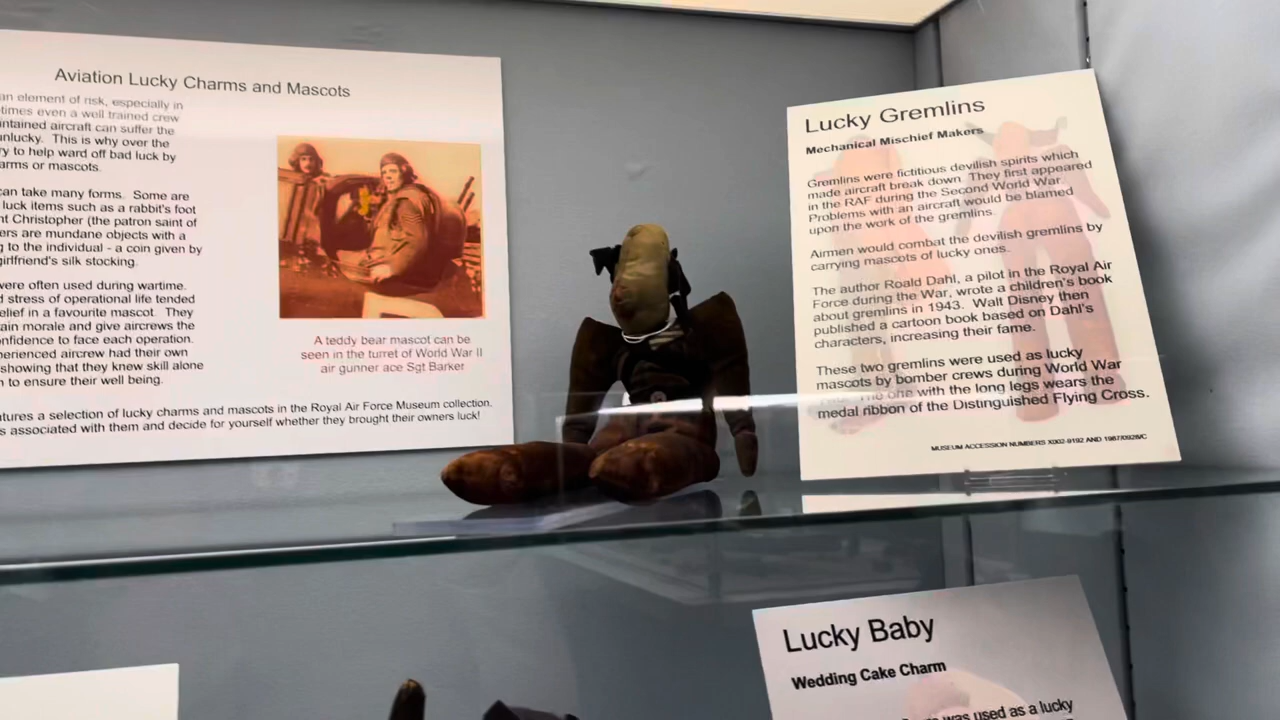 Aviation Lucky Charms and Mascots
an element of risk, especially in
times even a well trained crew
intained aircraft can suffer the
unlucky. This is why over the
ry to help ward off bad luck by
arms or mascots.
can take many forms. Some are
luck items such as a rabbit's foot
nt Christopher (the patron saint of
ers are mundane objects with a
g to the individual - a coin given by
girlfriend's silk stocking.
were often used during wartime.
d stress of operational life tended
elief in a favourite mascot. They
ain morale and give aircrews the
nfidence to face each operation.
perienced aircrew had their own
showing that they knew skill alone
n to ensure their well being.
atures a selection of lucky charms and mascots in the Royal Air Force Museum collection.
s associated with them and decide for yourself whether they brought their owners luck!
A teddy bear mascot can be
seen in the turret of World War II
air gunner ace Sgt Barker
Lucky Gremlins
Mechanical Mischief Makers
Gremlins were fictitious devilish spirits which
made aircraft break down. They first appeared
in the RAF during the Second World War.
Problems with an aircraft would be blamed
upon the work of the gremlins.
Airmen would combat the devilish gremlins by
carrying mascots of lucky ones.
The author Roald Dahl, a pilot in the Royal Air
Force during the War, wrote a children's book
about gremlins in 1943. Walt Disney then
published a cartoon book based on Dahl's
characters, increasing their fame.
These two gremlins were used as lucky
mascots by bomber crews during World War
The one with the long legs wears the
medal ribbon of the Distinguished Flying Cross.
MUSEUM ACCESSION NUMBERS X002-9192 AND 1987/0926/C
Lucky Baby
Wedding Cake Charm
was used as a lucky